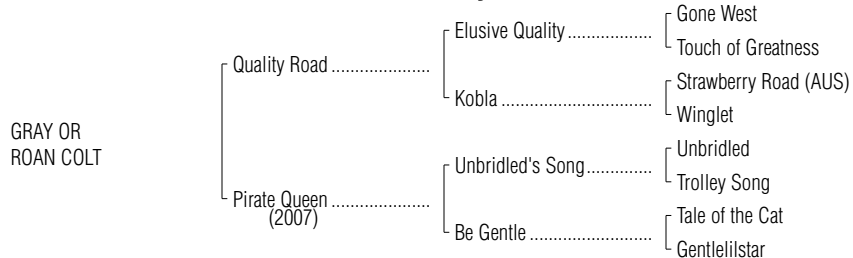 Gone West
Elusive Quality ..................
Touch of Greatness
Quality Road .....................
Strawberry Road (AUS)
Kobla ................................
Winglet
GRAY OR
ROAN COLT
Unbridled
Unbridled's Song..............
Trolley Song
Pirate Queen .....................
(2007)
Tale of the Cat
Be Gentle ..........................
Gentlelilstar